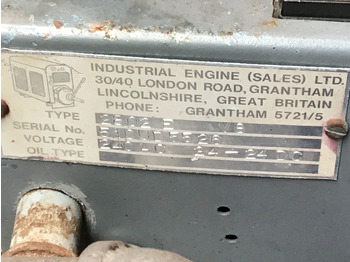 INDUSTRIAL ENGINE (SALES) LTD.
30/40 LONDON ROAD, GRANTHAM
LINCOLNSHIRE, GREAT BRITAIN
PHONE: GRANTHAM 5721/5
TYPE
SERIAL No.
VOLTAGE
OIL TYPE